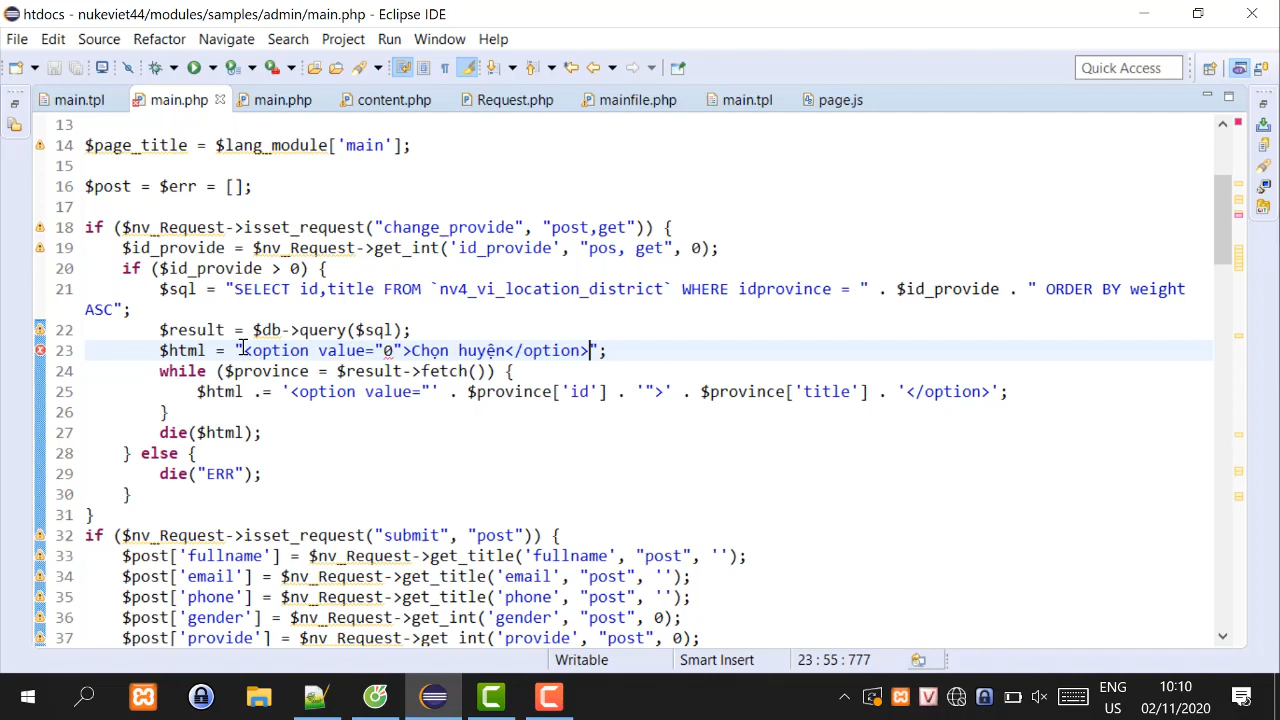 htdocs - nukeviet44/modules/samples/admin/main.php - Eclipse IDE
File Edit Source Refactor Navigate Search Project Run Window Help
Quick Access
main.tpl main.php main.php content.php Request.php mainfile.php main.tpl page.js
13
14 $page_title = $lang_module['main'];
15
16 $post = $err = [];
17
18 if ($nv_Request->isset_request("change_provide", "post,get")) {
19 $id_provide = $nv_Request->get_int('id_provide', "pos, get", 0);
20 if ($id_provide > 0) {
21 $sql = "SELECT id,title FROM `nv4_vi_location_district` WHERE idprovince = " . $id_provide . " ORDER BY weight
ASC";
22 $result = $db->query($sql);
23 $html = "<option value="0">Chọn huyện</option>";
24 while ($province = $result->fetch()) {
25 $html .= '<option value="' . $province['id'] . '">' . $province['title'] . '</option>';
26 }
27 die($html);
28 } else {
29 die("ERR");
30 }
31 }
32 if ($nv_Request->isset_request("submit", "post")) {
33 $post['fullname'] = $nv_Request->get_title('fullname', "post", '');
34 $post['email'] = $nv_Request->get_title('email', "post", '');
35 $post['phone'] = $nv_Request->get_title('phone', "post", '');
36 $post['gender'] = $nv_Request->get_int('gender', "post", 0);
37 $post['provide'] = $nv_Request->get_int('provide', "post", 0);
Writable Smart Insert 23 : 55 : 777
ENG 10:10
US 02/11/2020